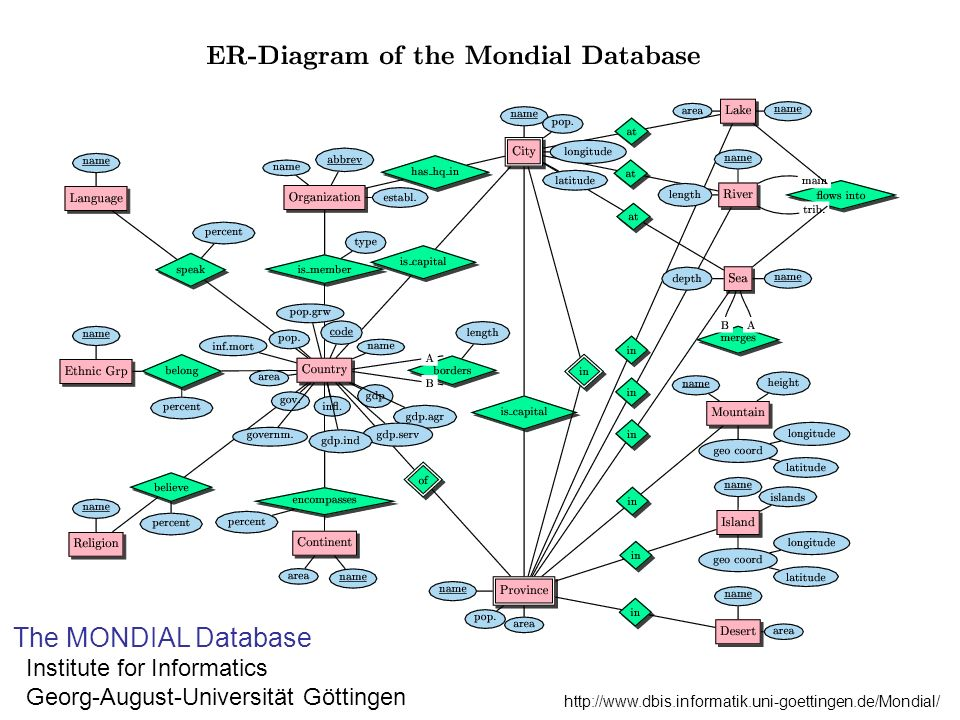 ER-Diagram of the Mondial Database
name
pop.
City
longitude
latitude
at
at
at
area
Lake
name
name
length
River
main
trib.
flows into
depth
Sea
name
B
A
merges
name
Language
percent
speak
name
abbrev
Organization
establ.
has_hq_in
type
is_member
is_capital
name
Ethnic Grp
belong
percent
pop.grw
pop.
code
inf.mort
name
area
Country
gov.
infl.
gdp
governm.
gdp.ind
gdp.serv
gdp.agr
A
B
borders
length
in
is_capital
in
in
in
in
in
in
name
height
Mountain
geo coord
longitude
latitude
name
islands
Island
geo coord
longitude
latitude
name
Desert
area
believe
percent
name
Religion
encompasses
percent
Continent
area
name
of
name
Province
pop.
area
The MONDIAL Database
Institute for Informatics
Georg-August-Universität Göttingen
http://www.dbis.informatik.uni-goettingen.de/Mondial/